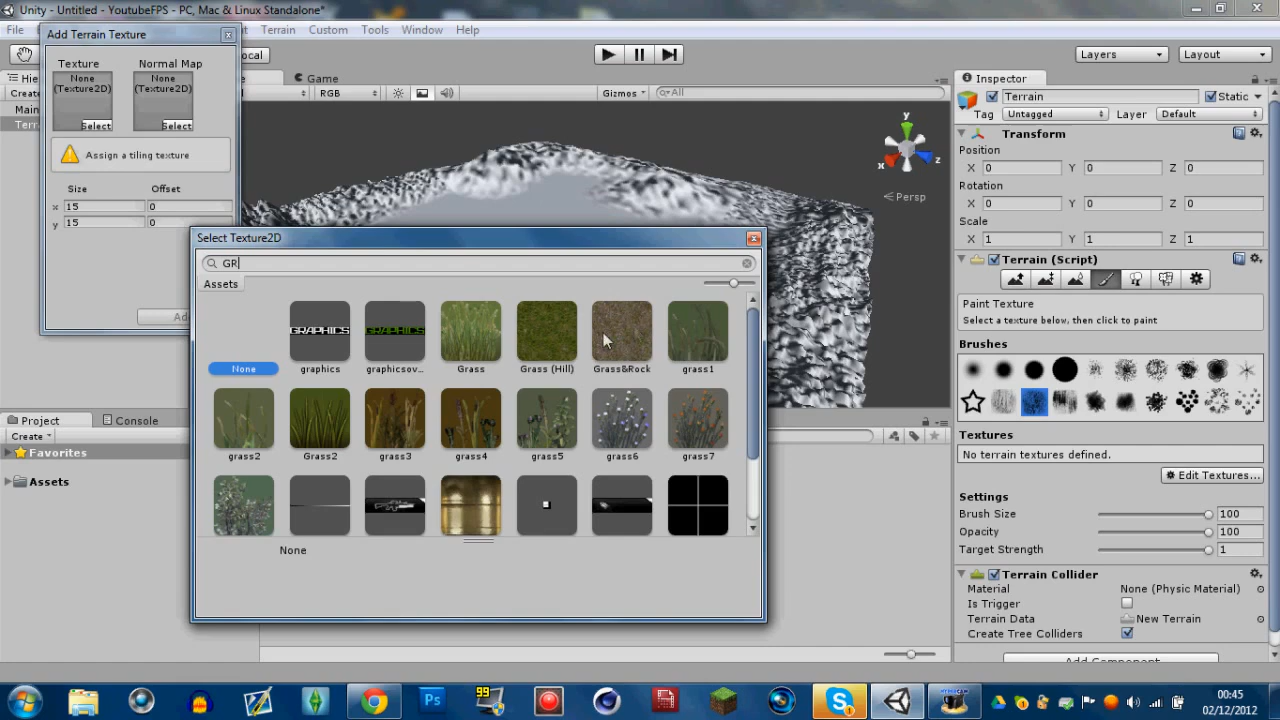 Unity - Untitled - YoutubeFPS - PC, Mac & Linux Standalone*
File
Terrain Custom Tools Window Help
Add Terrain Texture
Texture Normal Map
None (Texture2D)
Select
None (Texture2D)
Select
Assign a tiling texture
Size Offset
x 15 0
y 15 0
Local
Layers Layout
Game
RGB Gizmos All
y
x z
Persp
Select Texture2D
GR
Assets
GRAPHICS GRAPHICS
None graphics graphicsov... Grass Grass (Hill) Grass&Rock grass1
grass2 Grass2 grass3 grass4 grass5 grass6 grass7
None
Project Console
Create
Favorites
Assets
Inspector
Terrain Static
Tag Untagged Layer Default
Transform
Position
X 0 Y 0 Z 0
Rotation
X 0 Y 0 Z 0
Scale
X 1 Y 1 Z 1
Terrain (Script)
Paint Texture
Select a texture below, then click to paint
Brushes
Textures
No terrain textures defined.
Edit Textures...
Settings
Brush Size 100
Opacity 100
Target Strength 1
Terrain Collider
Material None (Physic Material)
Is Trigger
Terrain Data New Terrain
Create Tree Colliders
Add Component
Ps
99
00:45
02/12/2012